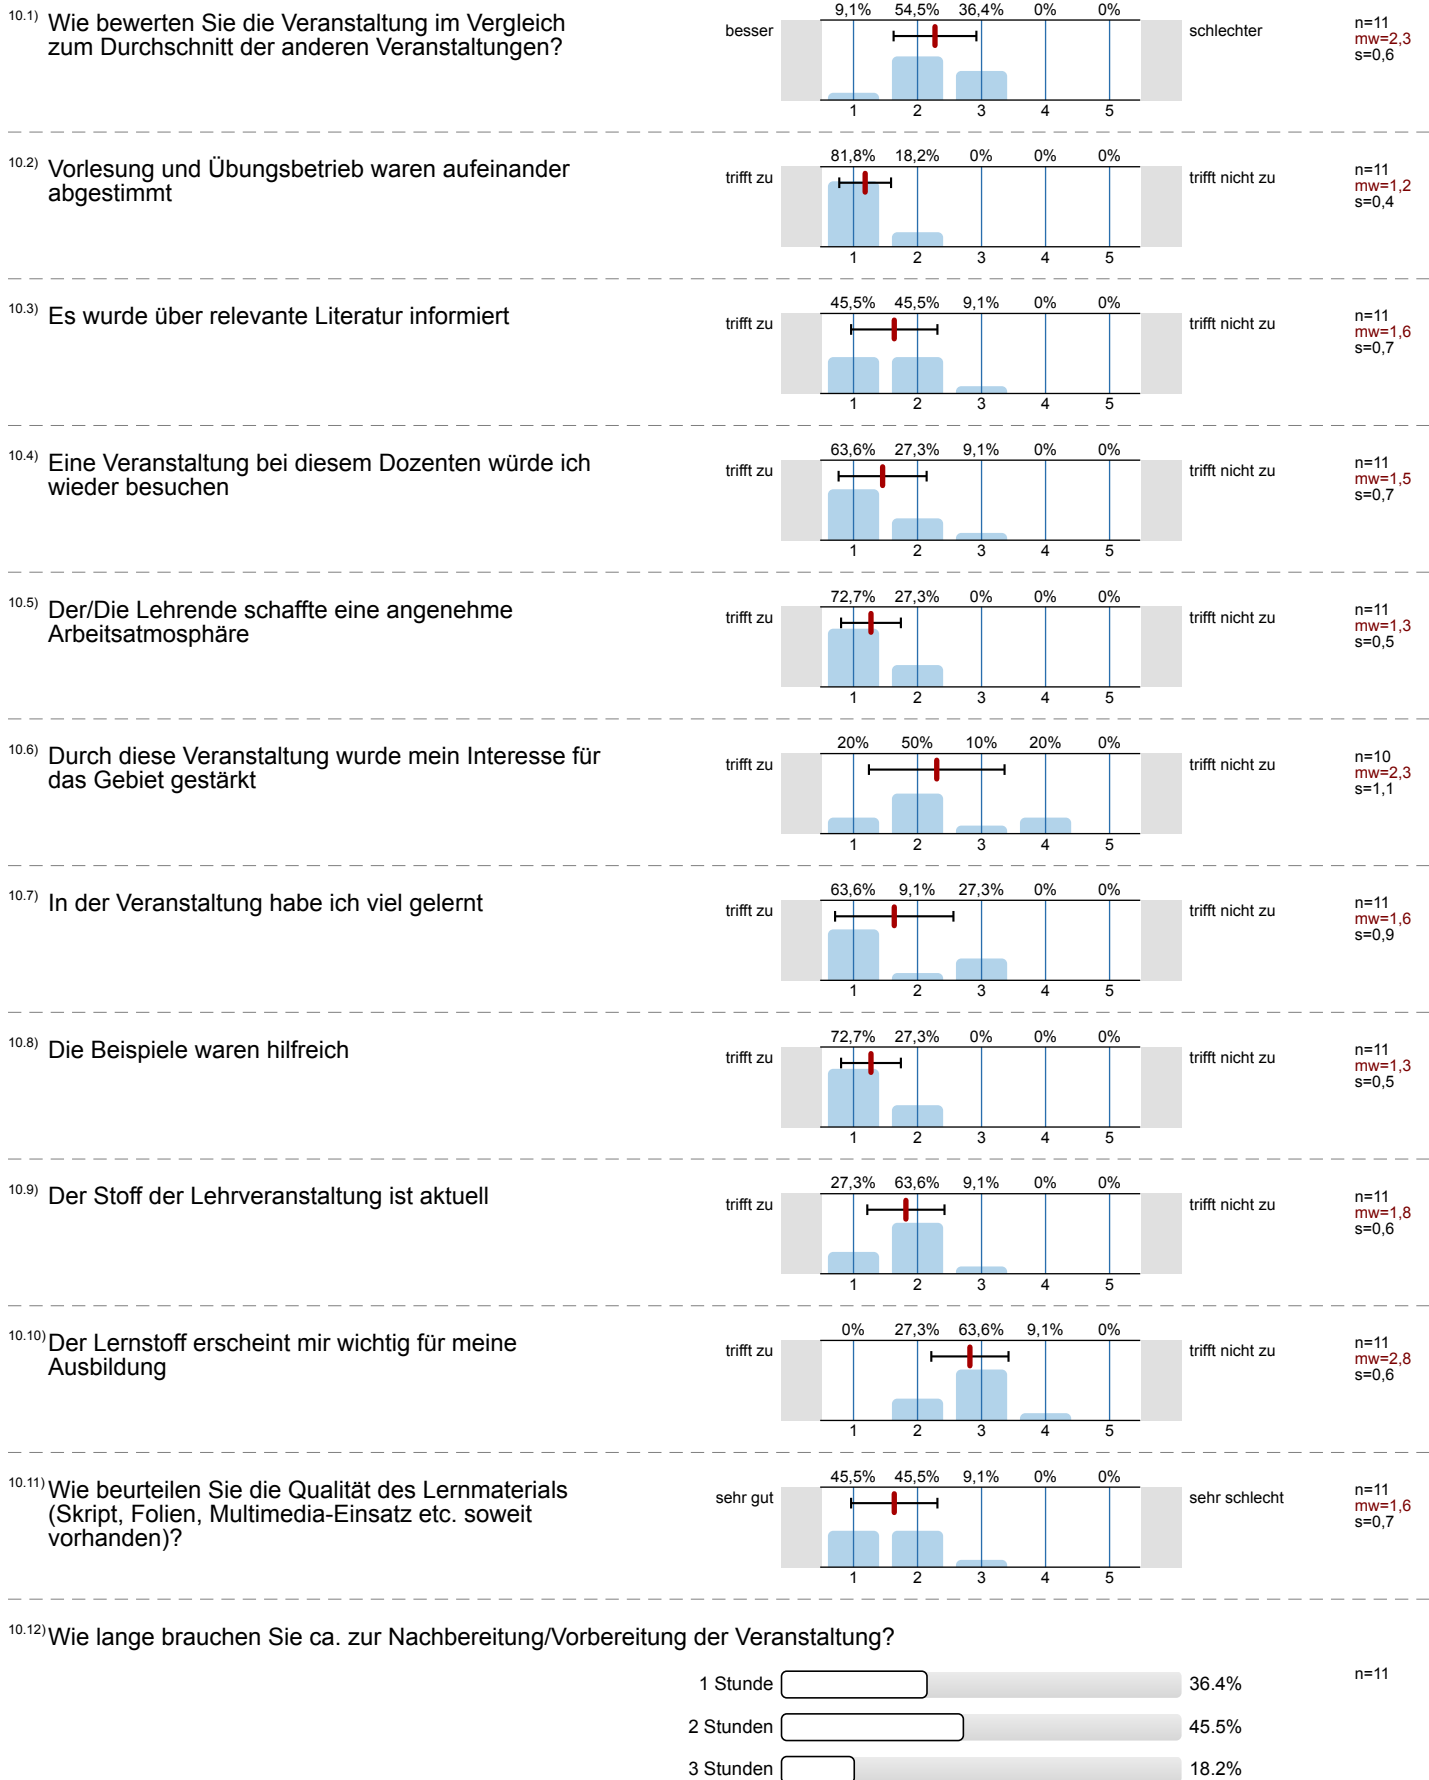 10.1) Wie bewerten Sie die Veranstaltung im Vergleich
zum Durchschnitt der anderen Veranstaltungen?
9,1% 54,5% 36,4% 0% 0%
besser
schlechter
n=11
mw=2,3
s=0,6
1 2 3 4 5
10.2) Vorlesung und Übungsbetrieb waren aufeinander
abgestimmt
81,8% 18,2% 0% 0% 0%
trifft zu
trifft nicht zu
n=11
mw=1,2
s=0,4
1 2 3 4 5
10.3) Es wurde über relevante Literatur informiert
45,5% 45,5% 9,1% 0% 0%
trifft zu
trifft nicht zu
n=11
mw=1,6
s=0,7
1 2 3 4 5
10.4) Eine Veranstaltung bei diesem Dozenten würde ich
wieder besuchen
63,6% 27,3% 9,1% 0% 0%
trifft zu
trifft nicht zu
n=11
mw=1,5
s=0,7
1 2 3 4 5
10.5) Der/Die Lehrende schaffte eine angenehme
Arbeitsatmosphäre
72,7% 27,3% 0% 0% 0%
trifft zu
trifft nicht zu
n=11
mw=1,3
s=0,5
1 2 3 4 5
10.6) Durch diese Veranstaltung wurde mein Interesse für
das Gebiet gestärkt
20% 50% 10% 20% 0%
trifft zu
trifft nicht zu
n=10
mw=2,3
s=1,1
1 2 3 4 5
10.7) In der Veranstaltung habe ich viel gelernt
63,6% 9,1% 27,3% 0% 0%
trifft zu
trifft nicht zu
n=11
mw=1,6
s=0,9
1 2 3 4 5
10.8) Die Beispiele waren hilfreich
72,7% 27,3% 0% 0% 0%
trifft zu
trifft nicht zu
n=11
mw=1,3
s=0,5
1 2 3 4 5
10.9) Der Stoff der Lehrveranstaltung ist aktuell
27,3% 63,6% 9,1% 0% 0%
trifft zu
trifft nicht zu
n=11
mw=1,8
s=0,6
1 2 3 4 5
10.10) Der Lernstoff erscheint mir wichtig für meine
Ausbildung
0% 27,3% 63,6% 9,1% 0%
trifft zu
trifft nicht zu
n=11
mw=2,8
s=0,6
1 2 3 4 5
10.11) Wie beurteilen Sie die Qualität des Lernmaterials
(Skript, Folien, Multimedia-Einsatz etc. soweit
vorhanden)?
45,5% 45,5% 9,1% 0% 0%
sehr gut
sehr schlecht
n=11
mw=1,6
s=0,7
1 2 3 4 5
10.12) Wie lange brauchen Sie ca. zur Nachbereitung/Vorbereitung der Veranstaltung?
1 Stunde 36.4% n=11
2 Stunden 45.5%
3 Stunden 18.2%